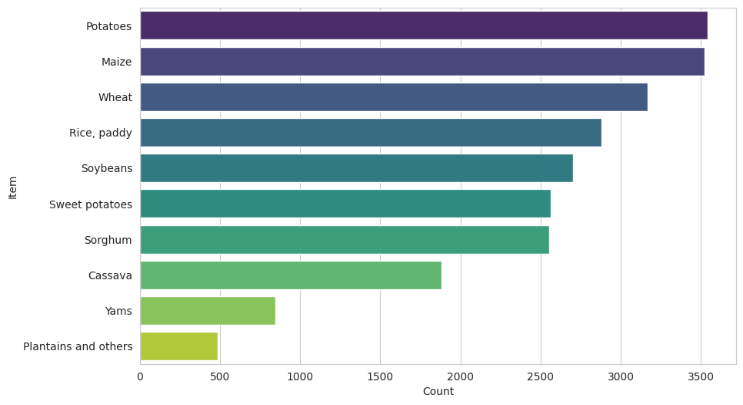 Potatoes
Maize
Wheat
Rice, paddy
Soybeans
Sweet potatoes
Sorghum
Cassava
Yams
Plantains and others
Item
0 500 1000 1500 2000 2500 3000 3500
Count